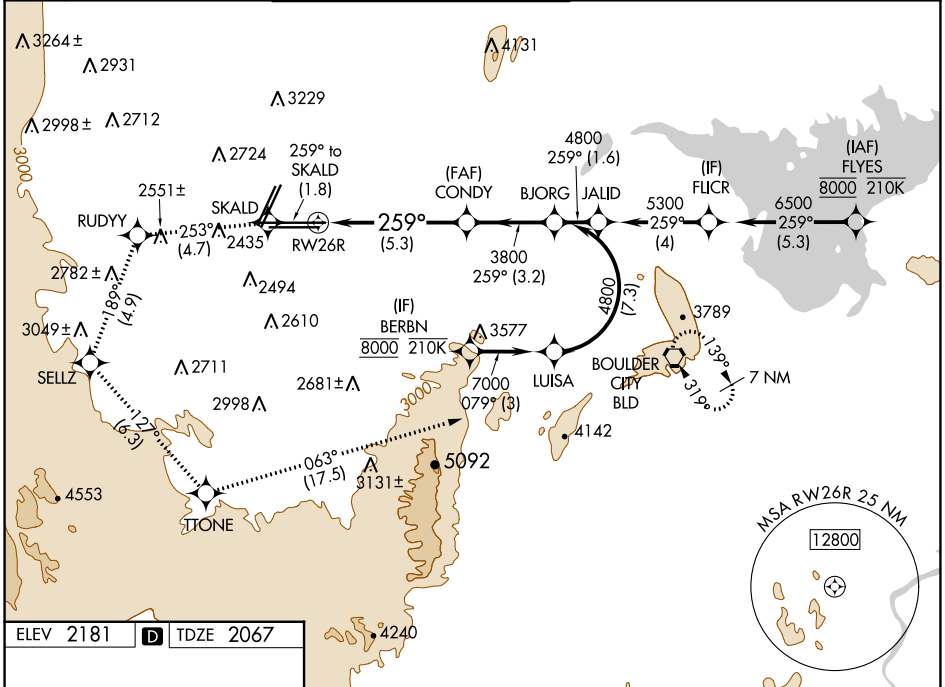 3264±
2931
4131
3229
2998±
2712
3000
2724
259° to
SKALD
(1.8)
4800
259° (1.6)
(IAF)
FLYES
8000 210K
(IF)
FLICR
(FAF)
CONDY
BJORG
JALID
2551±
SKALD
RUDYY
253°
(4.7)
2435
RW26R
259°
(5.3)
5300
259°
(4)
6500
259°
(5.3)
3800
259° (3.2)
2782±
189°
(4.9)
2494
4800
(7.3)
3049±
2610
(IF)
BERBN
8000 210K
3577
3789
139°
SELLZ
2711
LUISA
BOULDER
CITY
BLD
7 NM
319°
2681±
3000
7000
079° (3)
2998
127°
(6.3)
4142
063°
(17.5)
3131±
5092
4553
TTONE
MSA RW26R 25 NM
12800
ELEV 2181 D TDZE 2067
4240